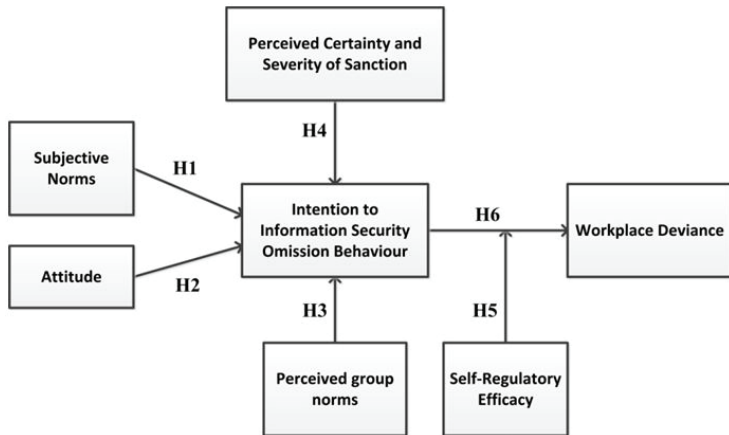 Perceived Certainty and
Severity of Sanction
H4
Subjective
Norms
H1
Intention to
Information Security
Omission Behaviour
H6
Workplace Deviance
Attitude
H2
H3
H5
Perceived group
norms
Self-Regulatory
Efficacy